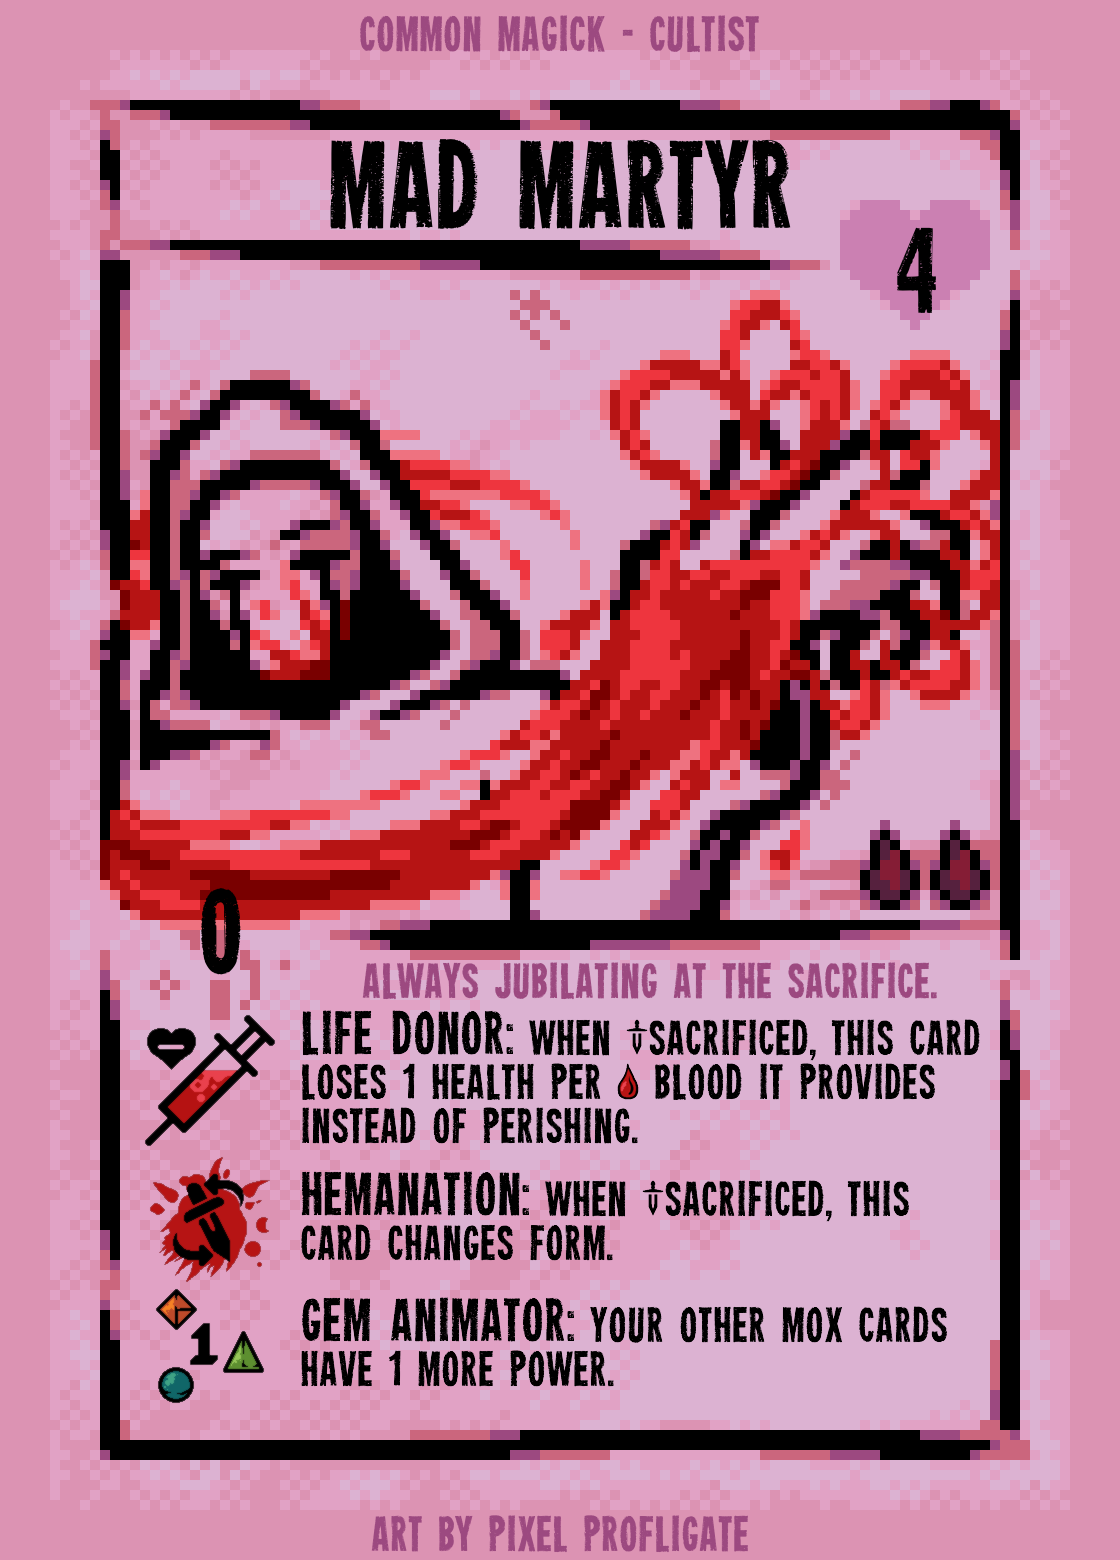 COMMON MAGICK - CULTIST
MAD MARTYR
4
0
ALWAYS JUBILATING AT THE SACRIFICE.
LIFE DONOR: WHEN SACRIFICED, THIS CARD
LOSES 1 HEALTH PER BLOOD IT PROVIDES
INSTEAD OF PERISHING.
HEMANATION: WHEN SACRIFICED, THIS
CARD CHANGES FORM.
1
GEM ANIMATOR: YOUR OTHER MOX CARDS
HAVE 1 MORE POWER.
ART BY PIXEL PROFLIGATE